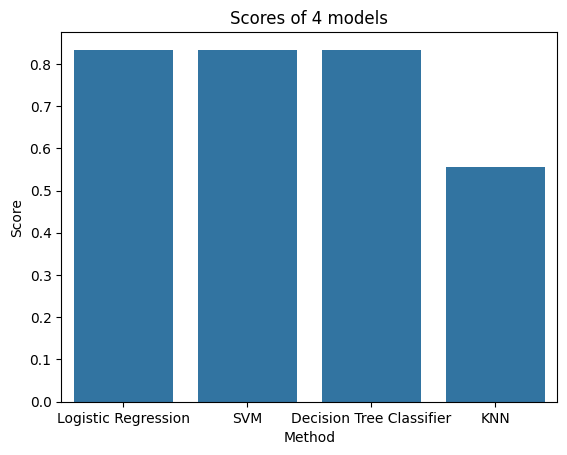 Scores of 4 models
Score
0.8
0.7
0.6
0.5
0.4
0.3
0.2
0.1
0.0
Logistic Regression
SVM
Decision Tree Classifier
KNN
Method